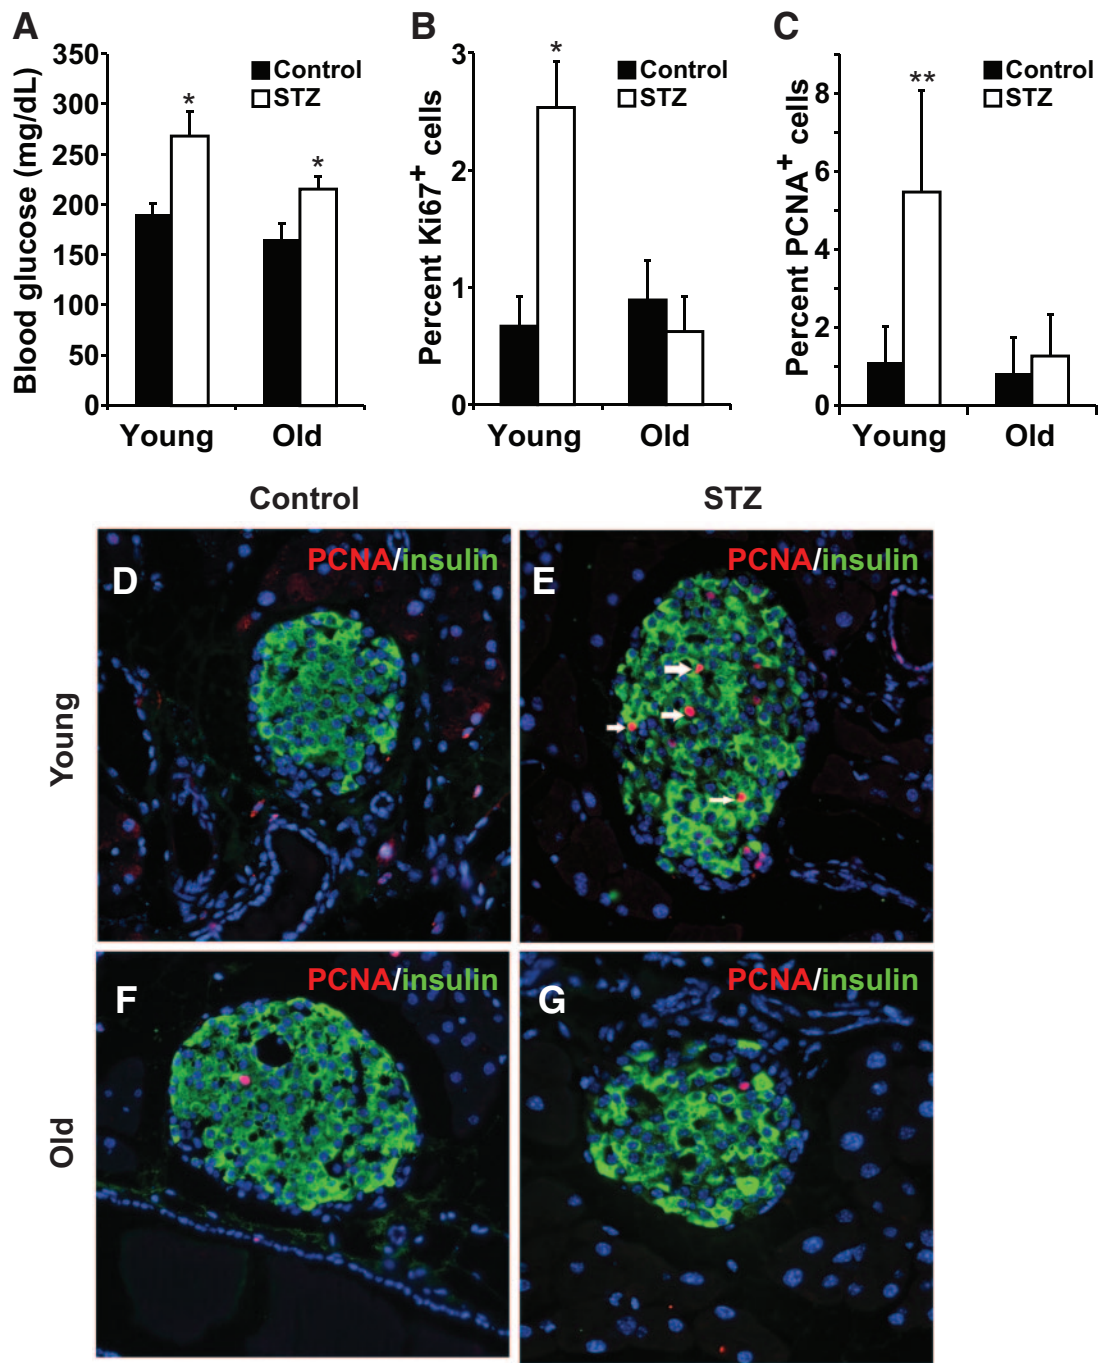 A
Blood glucose (mg/dL)
350
300
250
200
150
100
50
0
Control
STZ
*
*
Young
Old
B
Percent Ki67+ cells
3
2
1
0
Control
STZ
*
Young
Old
C
Percent PCNA+ cells
8
6
4
2
0
Control
STZ
**
Young
Old
Control
STZ
Young
D
PCNA/insulin
E
PCNA/insulin
Old
F
PCNA/insulin
G
PCNA/insulin